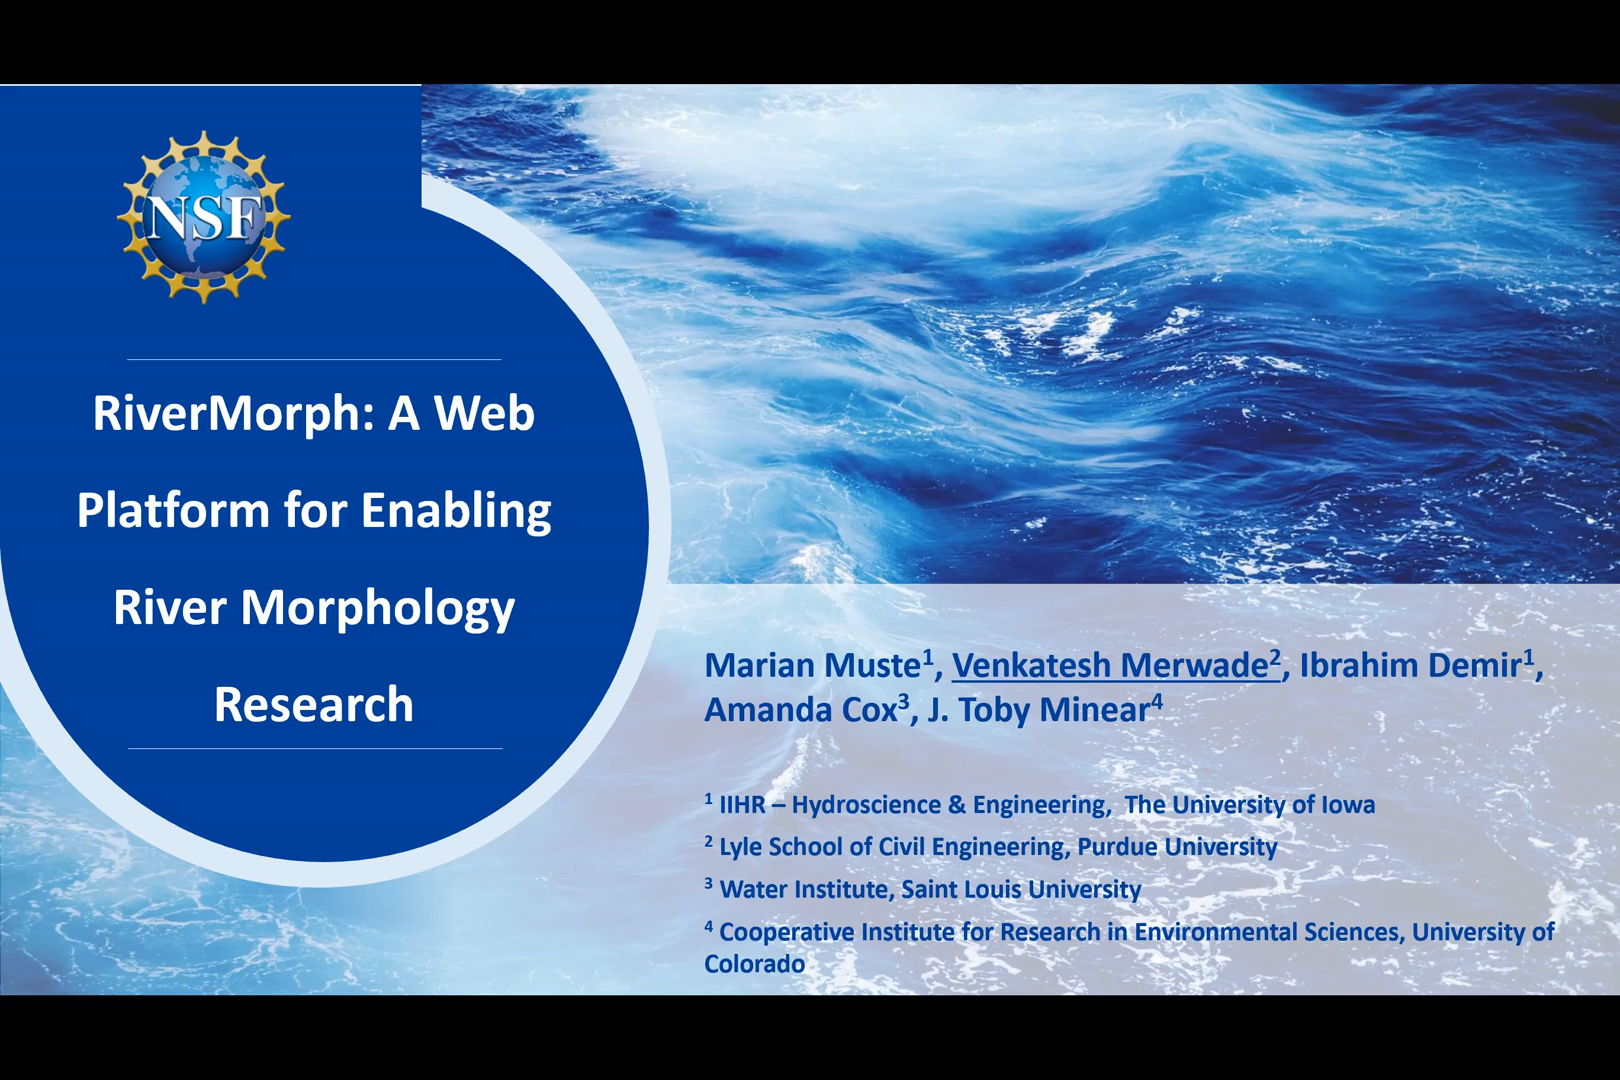 NSF
RiverMorph: A Web
Platform for Enabling
River Morphology
Research
Marian Muste¹, Venkatesh Merwade², Ibrahim Demir¹,
Amanda Cox³, J. Toby Minear⁴
¹ IIHR – Hydroscience & Engineering, The University of Iowa
² Lyle School of Civil Engineering, Purdue University
³ Water Institute, Saint Louis University
⁴ Cooperative Institute for Research in Environmental Sciences, University of
Colorado